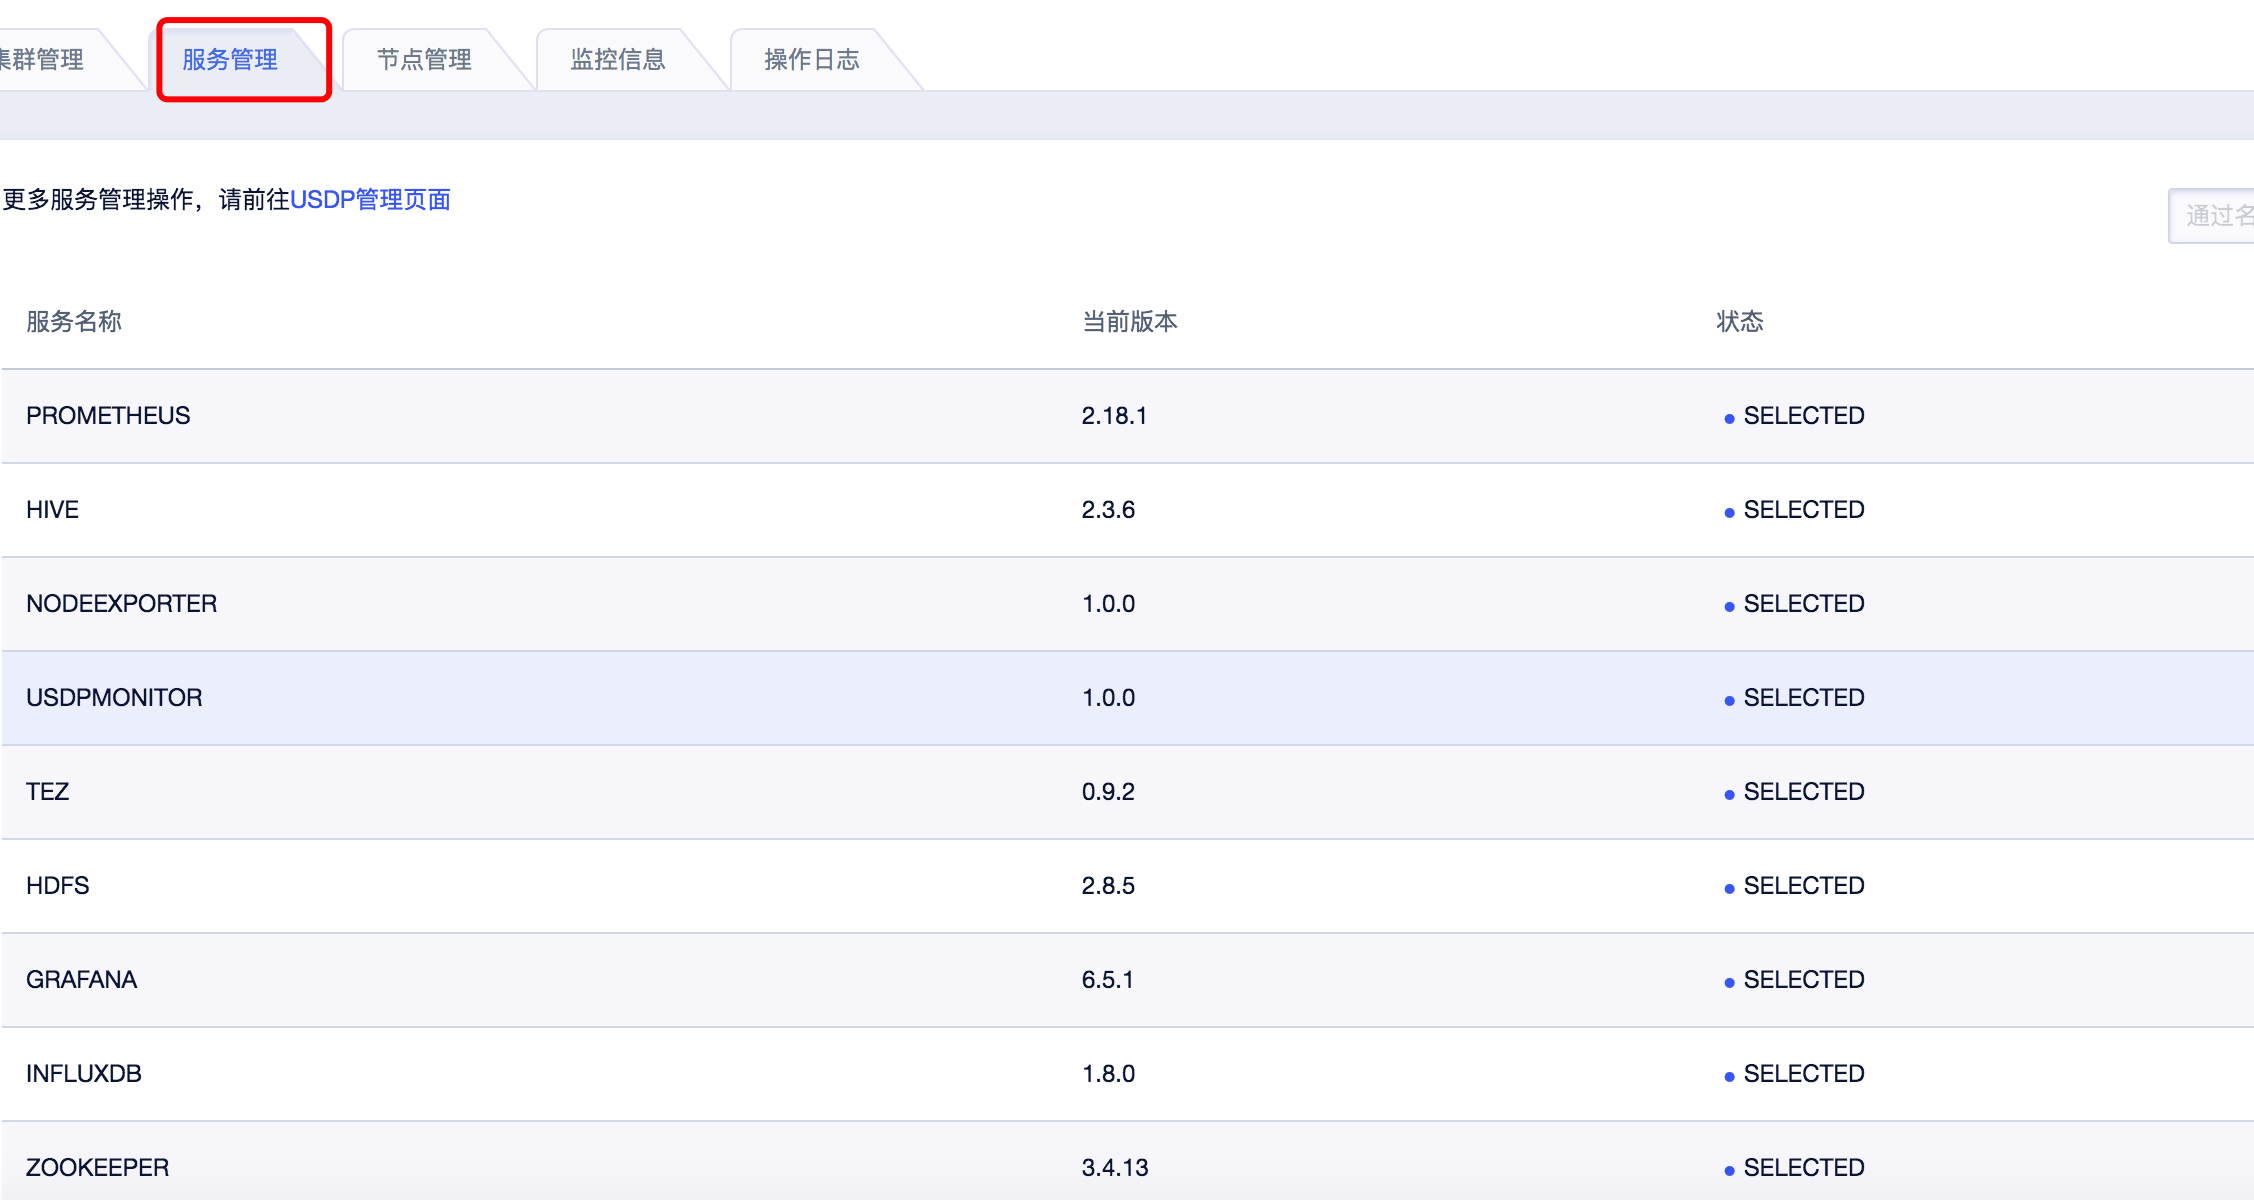 集群管理 服务管理 节点管理 监控信息 操作日志
更多服务管理操作，请前往USDP管理页面
通过名
服务名称 当前版本 状态
PROMETHEUS 2.18.1 SELECTED
HIVE 2.3.6 SELECTED
NODEEXPORTER 1.0.0 SELECTED
USDPMONITOR 1.0.0 SELECTED
TEZ 0.9.2 SELECTED
HDFS 2.8.5 SELECTED
GRAFANA 6.5.1 SELECTED
INFLUXDB 1.8.0 SELECTED
ZOOKEEPER 3.4.13 SELECTED